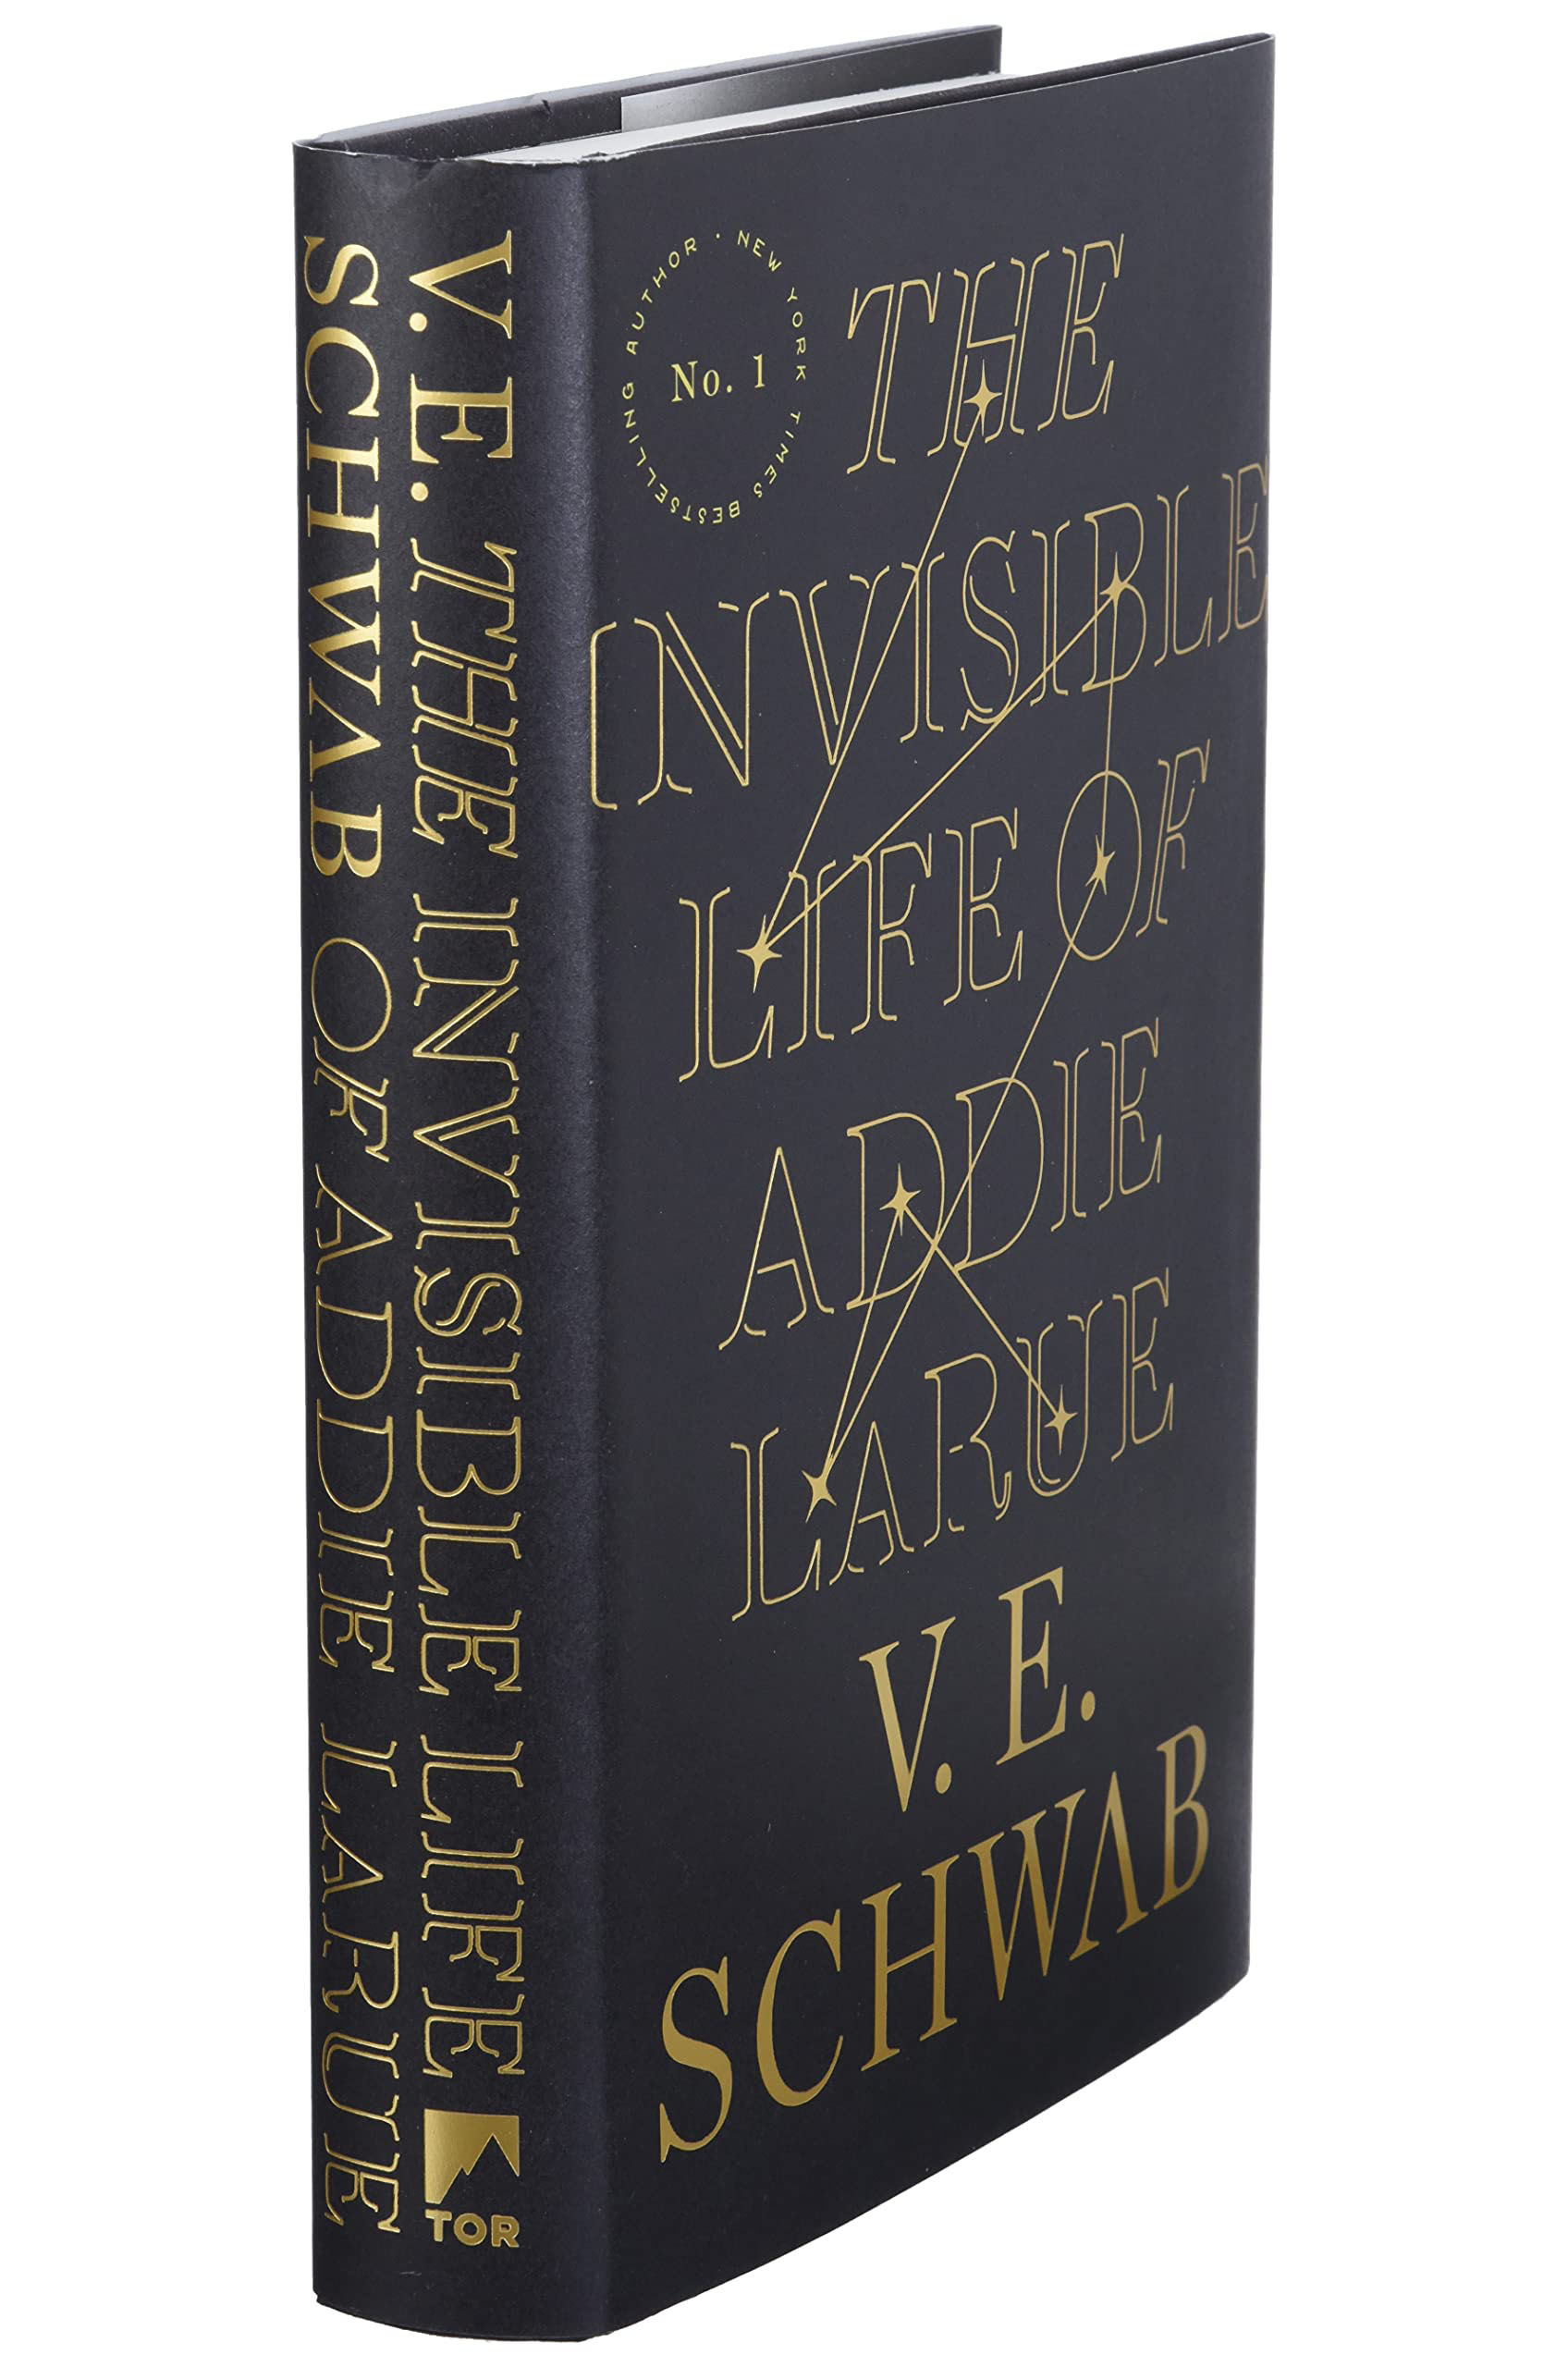 V. E. THE INVISIBLE LIFE
SCHWAB OF ADDIE LARUE
TOR
NEW YORK TIMES BESTSELLING AUTHOR ·
No. 1
THE
INVISIBLE
LIFE OF
ADDIE
LARUE
V. E.
SCHWAB